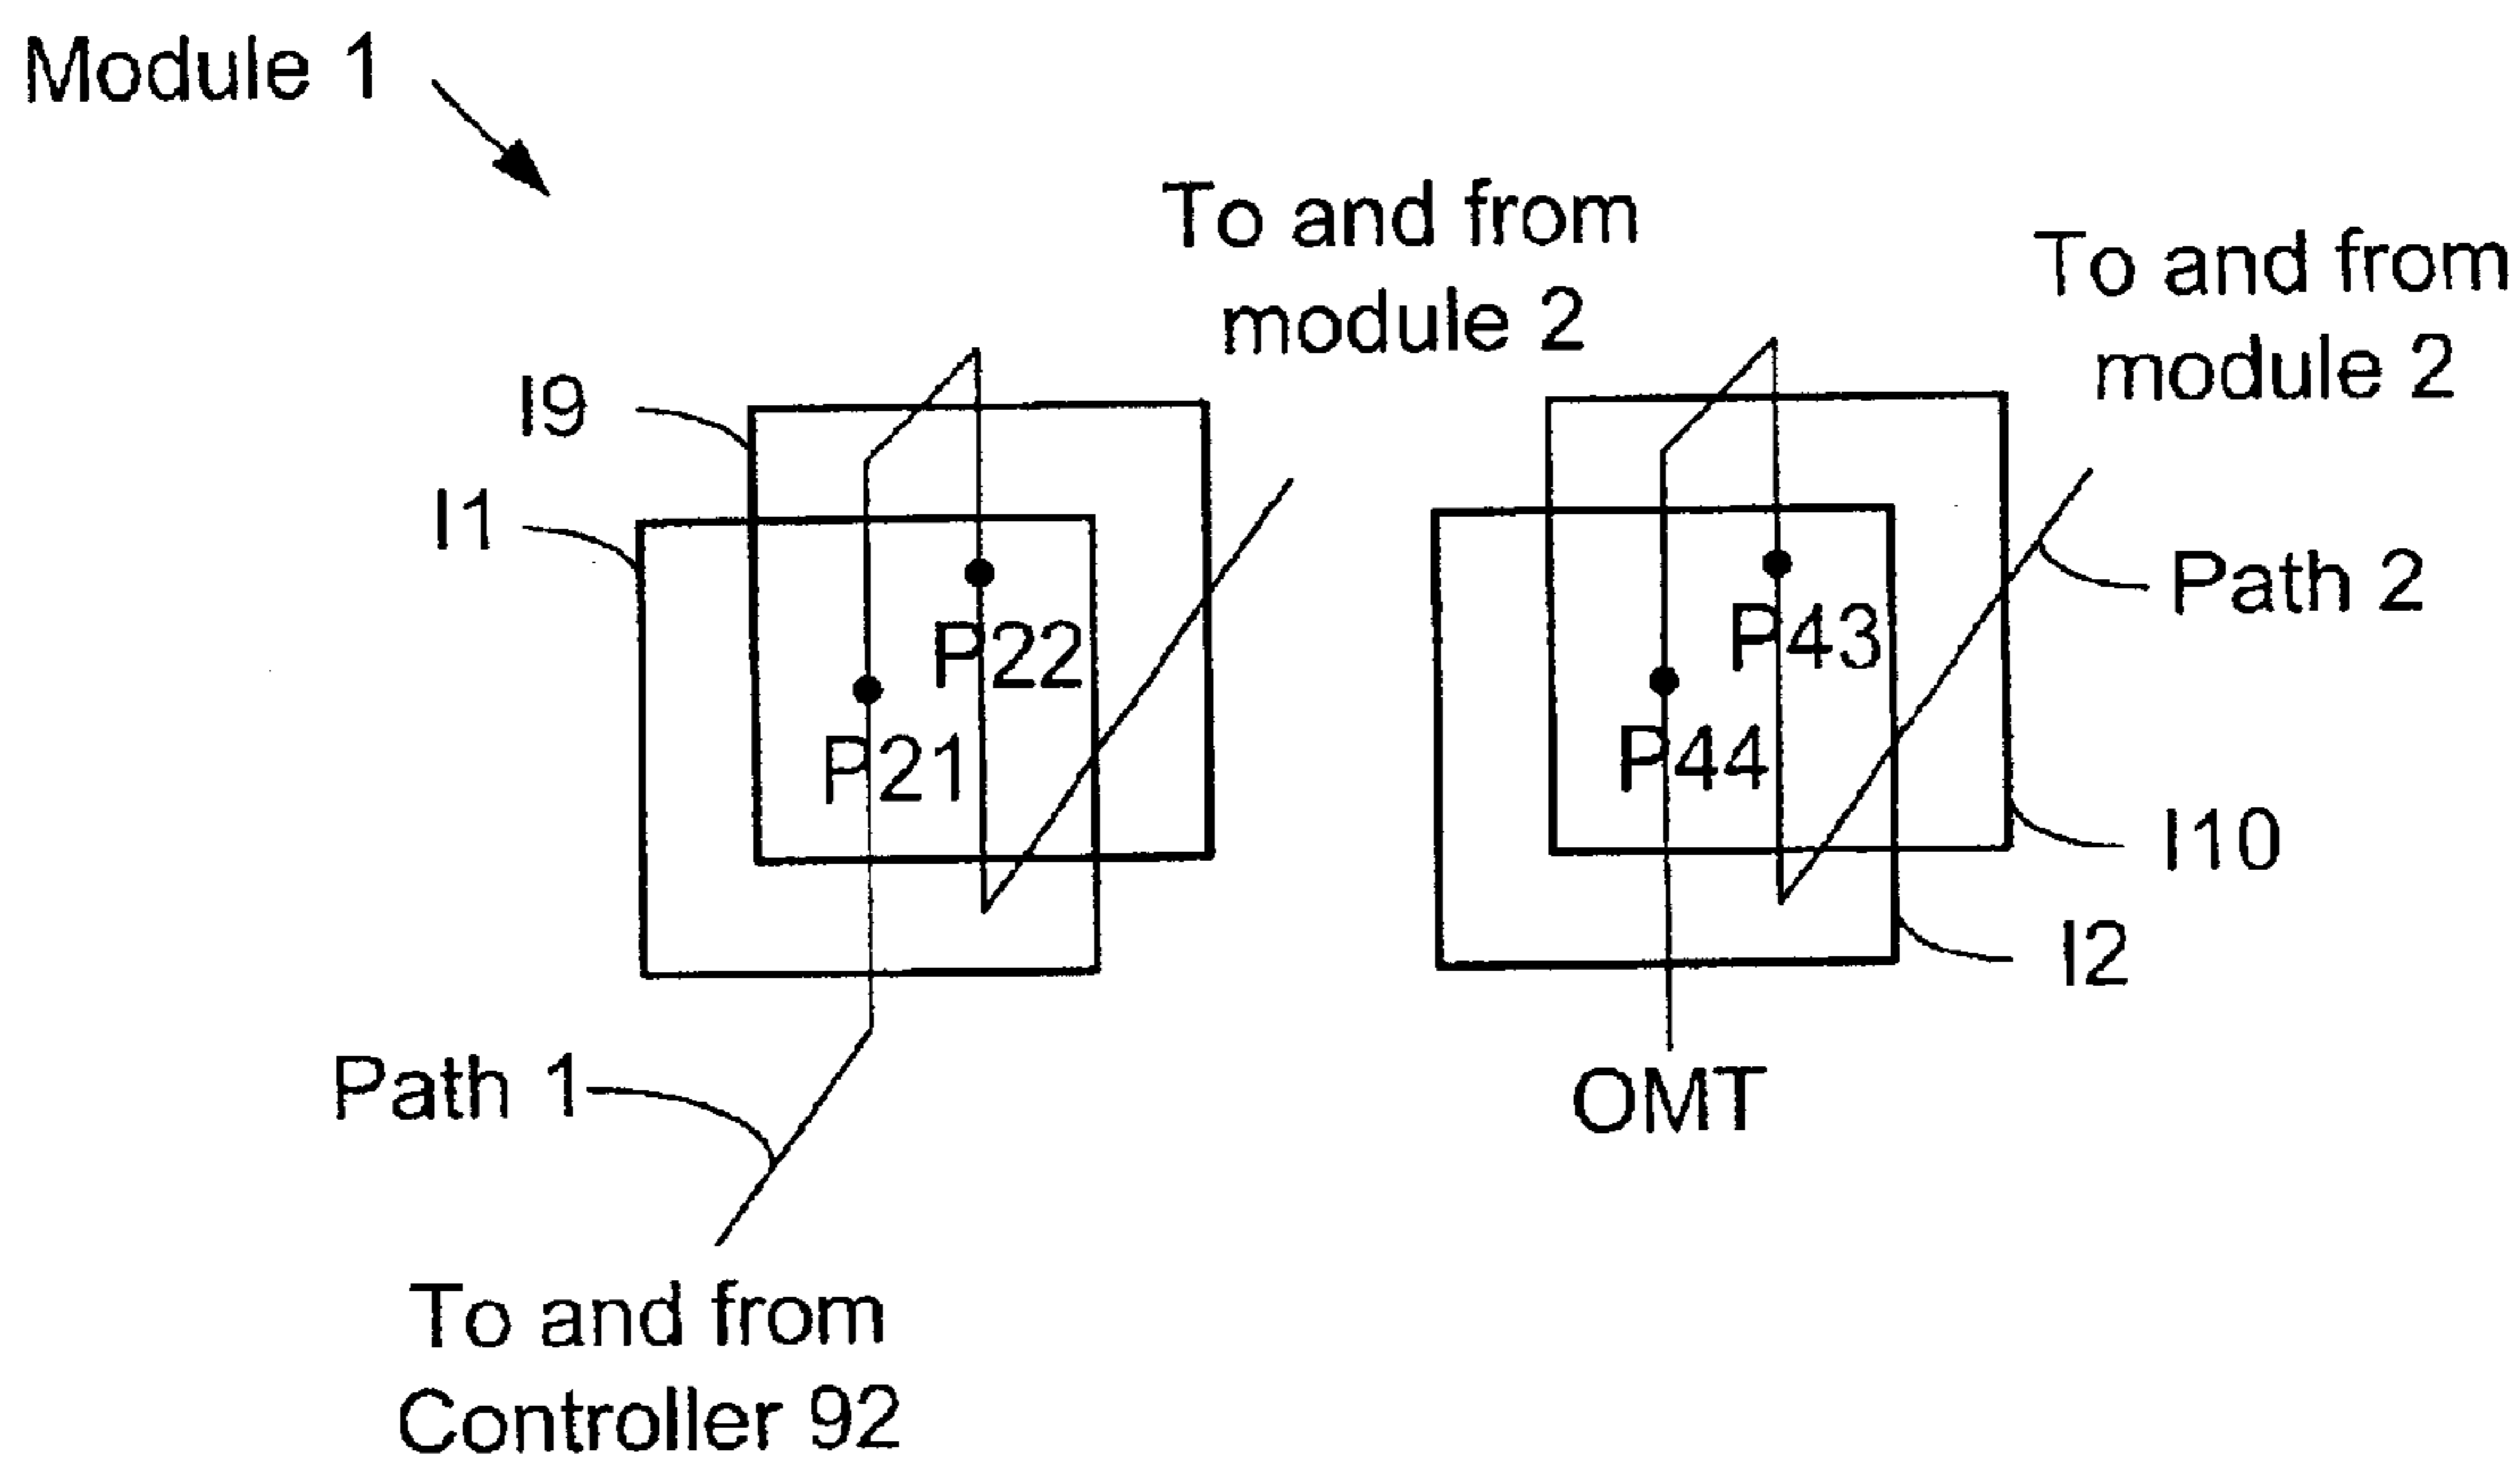 Module 1
To and from
module 2
To and from
module 2
I9
I1
Path 2
P22
P43
P21
P44
I10
I2
Path 1
OMT
To and from
Controller 92